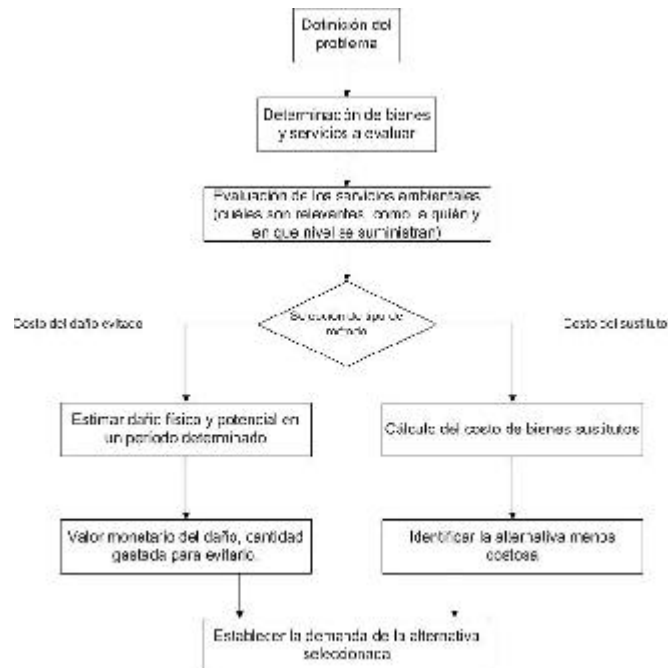 Definición del
problema
Determinación de bienes
y servicios a evaluar
Evaluación de los servicios ambientales
(cuáles son relevantes, como, a quién y
en que nivel se suministran)
Selección de tipo de
método
Costo del daño evitado
Costo del sustituto
Estimar daño físico y potencial en
un período determinado
Cálculo del costo de bienes sustitutos
Valor monetario del daño, cantidad
gastada para evitarlo.
Identificar la alternativa menos
costosa
Establecer la demanda de la alternativa
seleccionada